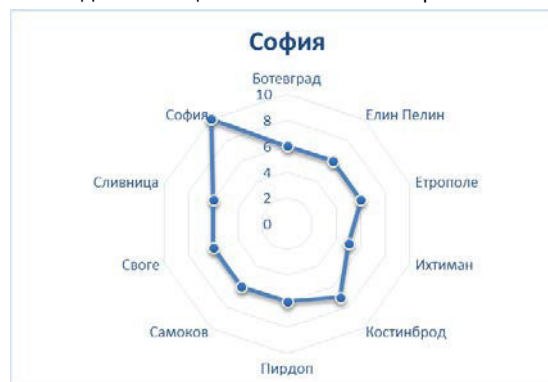 София
Ботевград
Елин Пелин
Етрополе
Ихтиман
Костинброд
Пирдоп
Самоков
Своге
Сливница
София
10
8
6
4
2
0